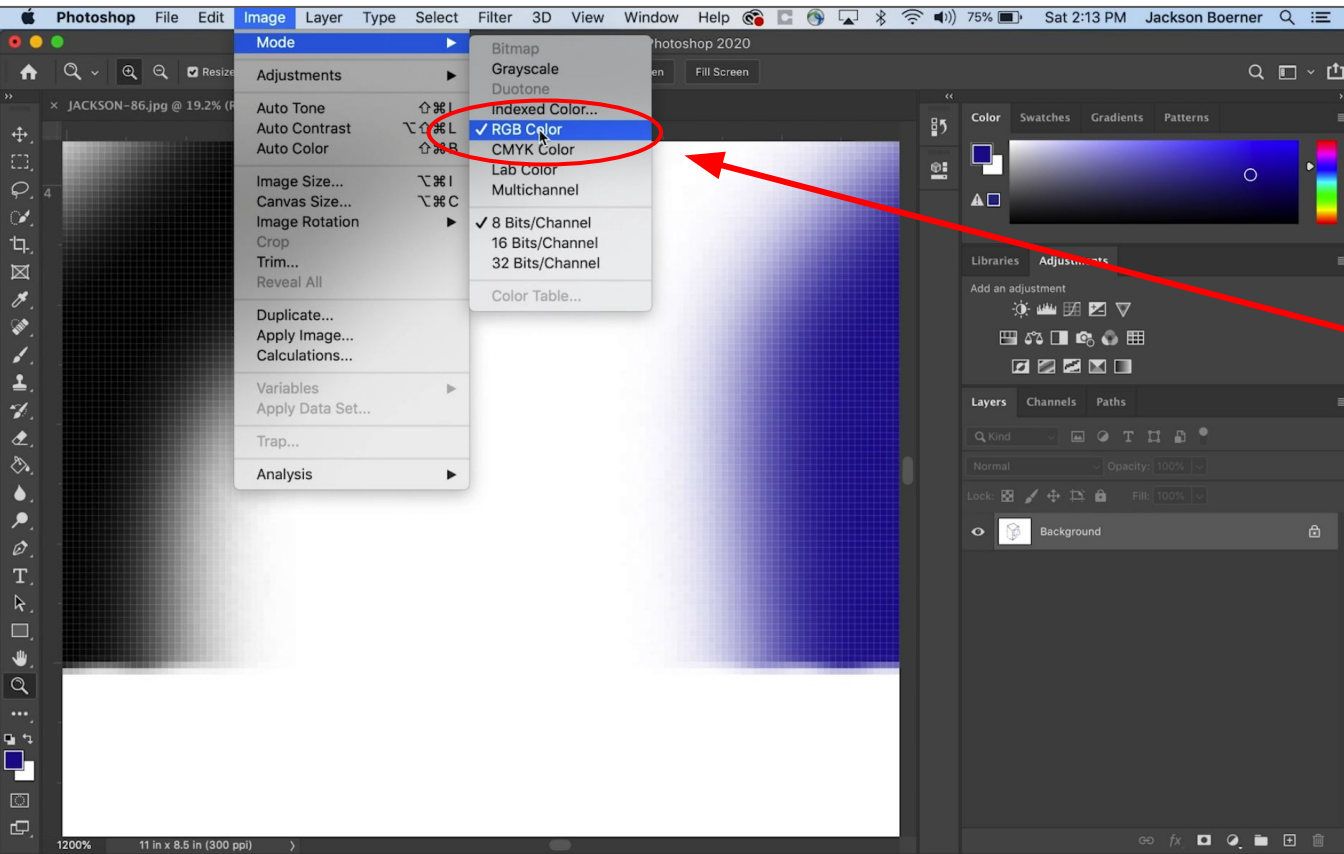 Photoshop File Edit Image Layer Type Select Filter 3D View Window Help 75% Sat 2:13 PM Jackson Boerner
Photoshop 2020
Resize
en Fill Screen
JACKSON-86.jpg @ 19.2% (R
4
Mode
Adjustments
Auto Tone ⇧⌘L
Auto Contrast ⌥⇧⌘L
Auto Color ⇧⌘B
Image Size... ⌥⌘I
Canvas Size... ⌥⌘C
Image Rotation
Crop
Trim...
Reveal All
Duplicate...
Apply Image...
Calculations...
Variables
Apply Data Set...
Trap...
Analysis
Bitmap
Grayscale
Duotone
Indexed Color...
✓ RGB Color
CMYK Color
Lab Color
Multichannel
✓ 8 Bits/Channel
16 Bits/Channel
32 Bits/Channel
Color Table...
Color Swatches Gradients Patterns
Libraries Adjustments
Add an adjustment
Layers Channels Paths
Kind
Normal Opacity: 100%
Lock: Fill: 100%
Background
fx
1200% 11 in x 8.5 in (300 ppi)